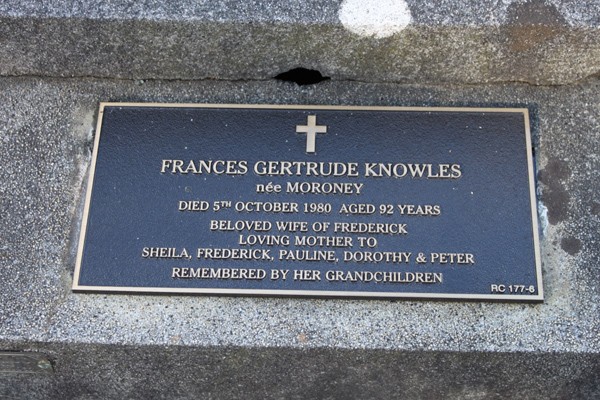 FRANCES GERTRUDE KNOWLES
née MORONEY
DIED 5TH OCTOBER 1980 AGED 92 YEARS
BELOVED WIFE OF FREDERICK
LOVING MOTHER TO
SHEILA, FREDERICK, PAULINE, DOROTHY & PETER
REMEMBERED BY HER GRANDCHILDREN
RC 177-6